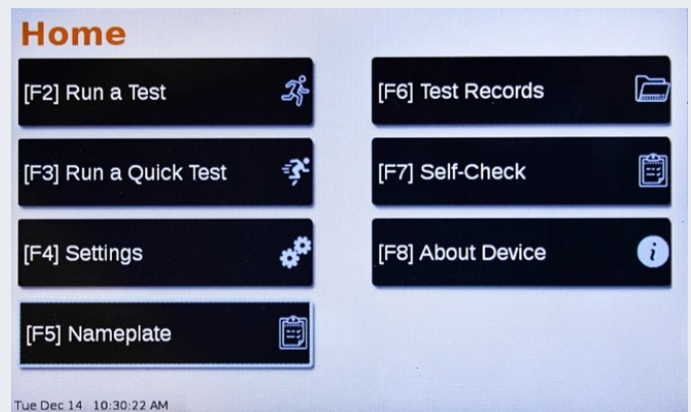 Home
[F2] Run a Test
[F3] Run a Quick Test
[F4] Settings
[F5] Nameplate
[F6] Test Records
[F7] Self-Check
[F8] About Device
Tue Dec 14 10:30:22 AM